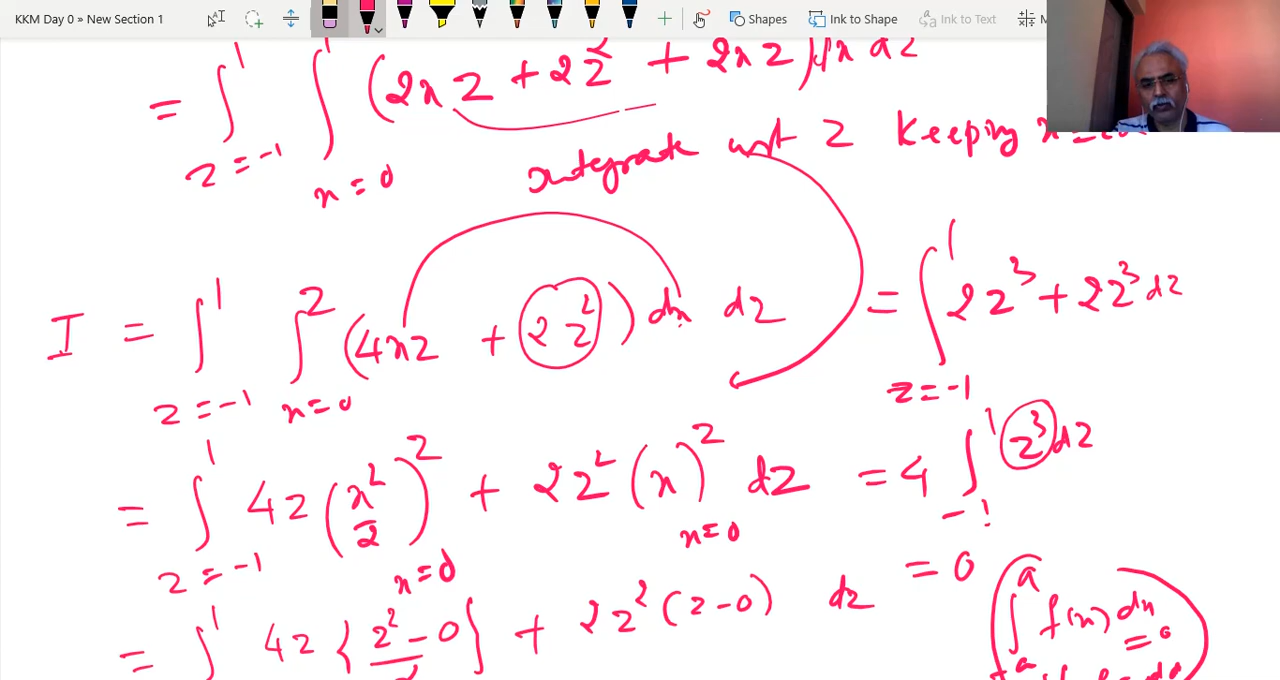 KKM Day 0 » New Section 1 Shapes Ink to Shape Ink to Text
= ∫_{z=-1}^{1} ∫_{x=0}^{1} (2xz + 2z² + 2xz) dx dz
integrate wrt z Keeping
I = ∫_{z=-1}^{1} ∫_{x=0}^{z} (4xz + 2z²) dx dz = ∫_{z=-1}^{1} 2z³ + 2z³ dz
= ∫_{z=-1}^{1} 4z (x²/2)_{x=0}^{z} + 2z² (x)_{x=0}^{z} dz = 4 ∫_{-1}^{1} z³ dz
= 0
= ∫^{1} 4z {z²-0/2} + 2z² (z-0) dz
∫_{-a}^{a} f(x) dx = 0